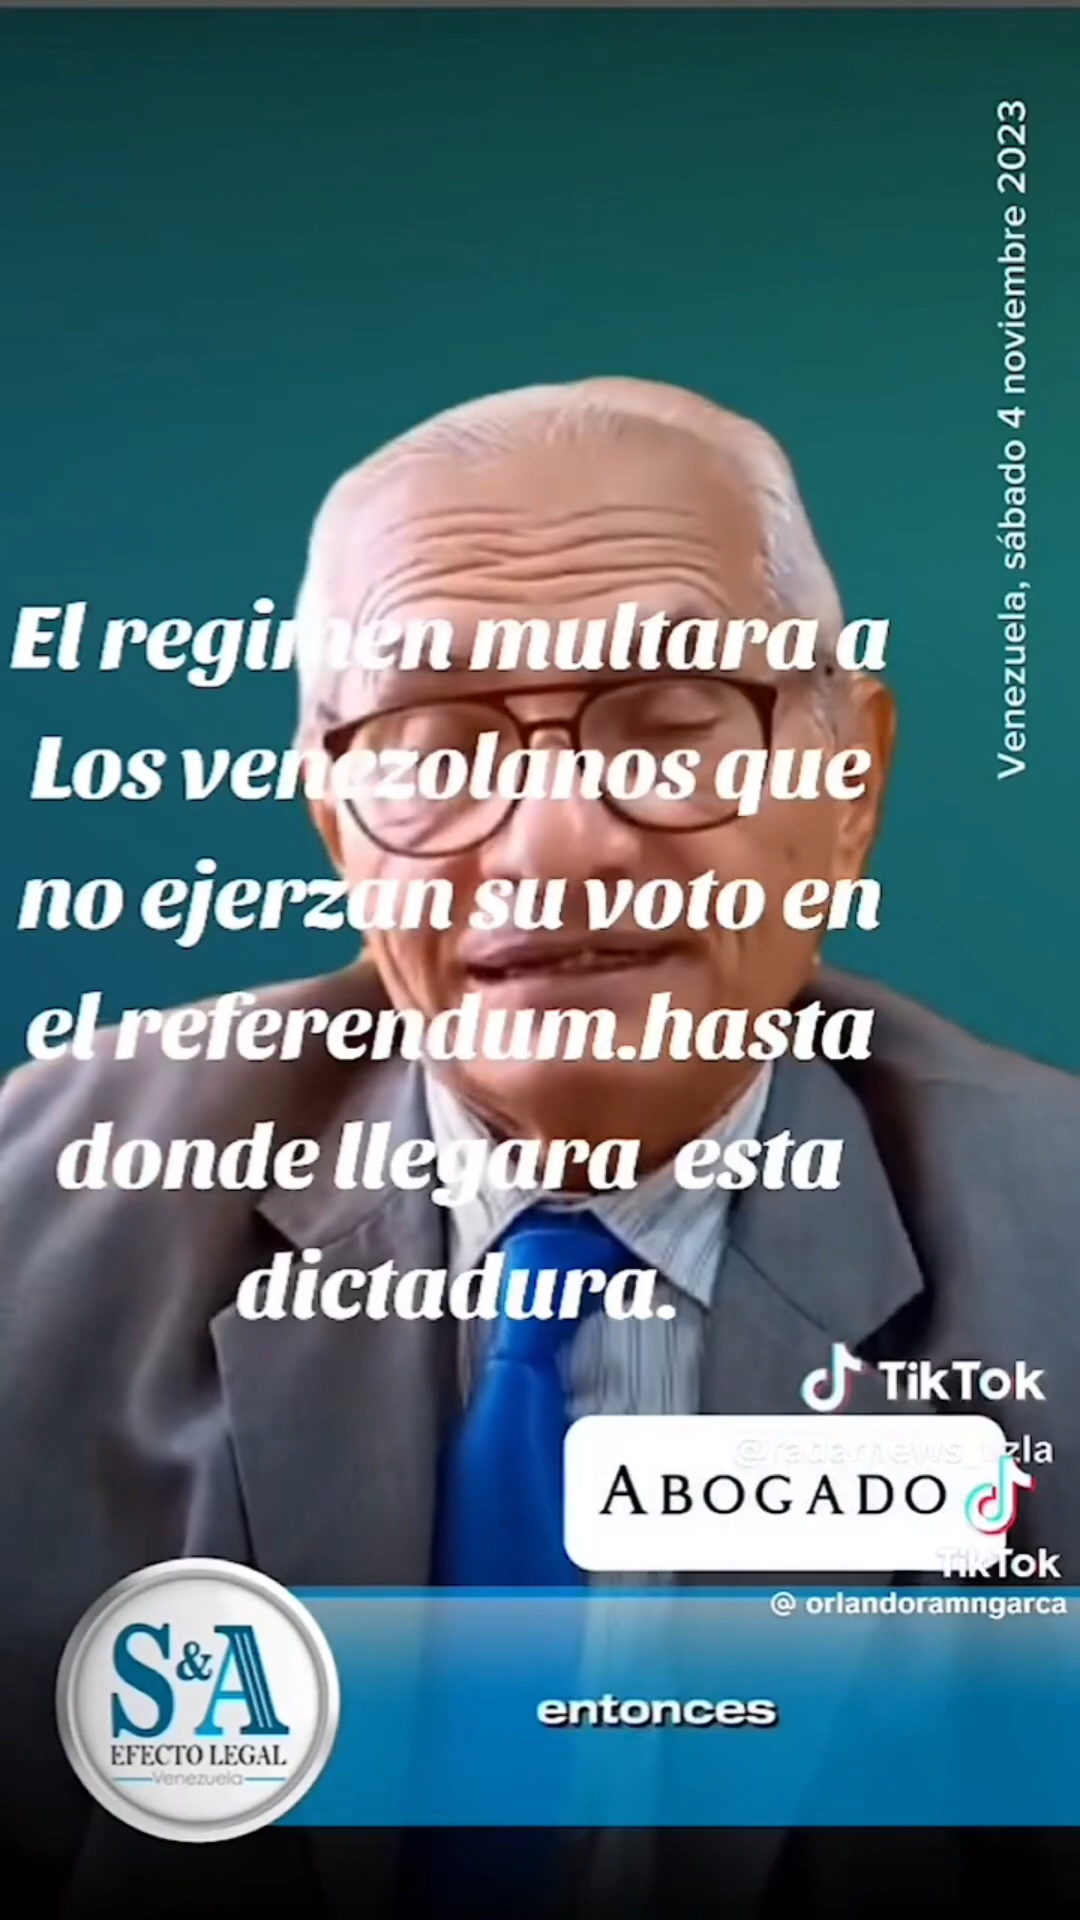 Venezuela, sábado 4 noviembre 2023
El regimen multara a
Los venezolanos que
no ejerzan su voto en
el referendum.hasta
donde llegara esta
dictadura.
TikTok
@radarnews_vzla
ABOGADO
TikTok
@ orlandoramngarca
S&A
EFECTO LEGAL
Venezuela
entonces